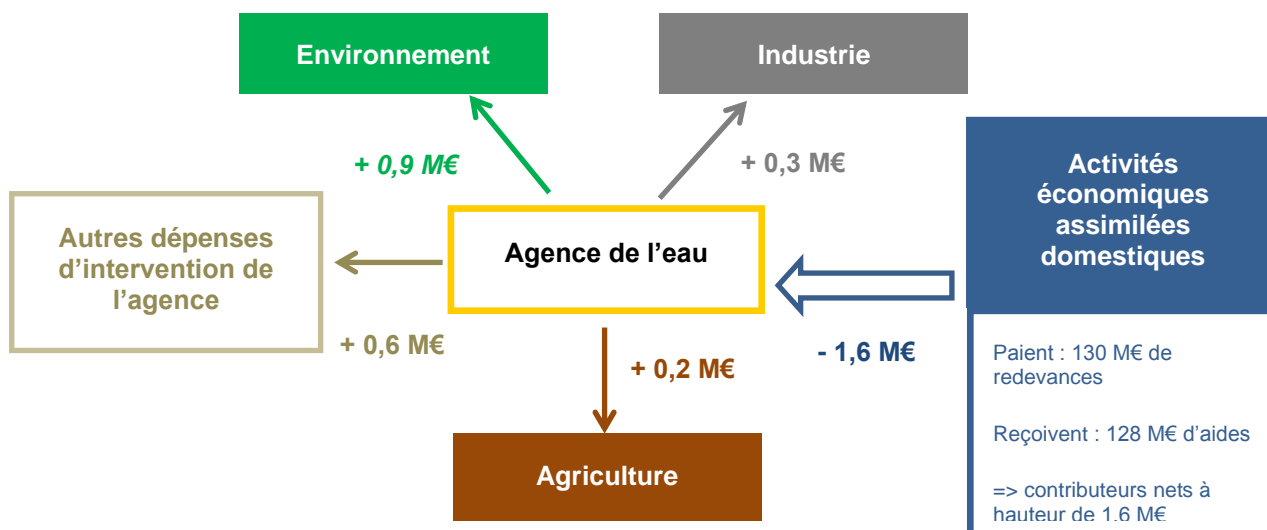 Environnement
Industrie
+ 0,9 M€
+ 0,3 M€
Activités
économiques
assimilées
domestiques
Autres dépenses
d’intervention de
l’agence
Agence de l’eau
+ 0,6 M€
+ 0,2 M€
- 1,6 M€
Paient : 130 M€ de
redevances
Reçoivent : 128 M€ d’aides
=> contributeurs nets à
hauteur de 1,6 M€
Agriculture